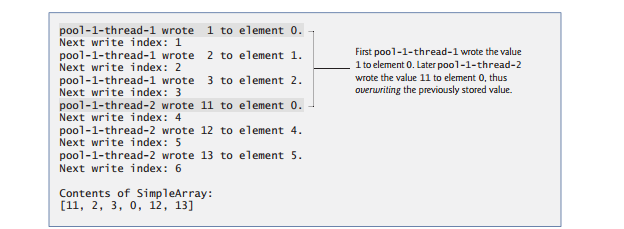 pool-1-thread-1 wrote  1 to element 0.
Next write index: 1
pool-1-thread-1 wrote  2 to element 1.
Next write index: 2
pool-1-thread-1 wrote  3 to element 2.
Next write index: 3
pool-1-thread-2 wrote 11 to element 0.
Next write index: 4
pool-1-thread-2 wrote 12 to element 4.
Next write index: 5
pool-1-thread-2 wrote 13 to element 5.
Next write index: 6
Contents of SimpleArray:
[11, 2, 3, 0, 12, 13]
First pool-1-thread-1 wrote the value
1 to element 0. Later pool-1-thread-2
wrote the value 11 to element 0, thus
overwriting the previously stored value.